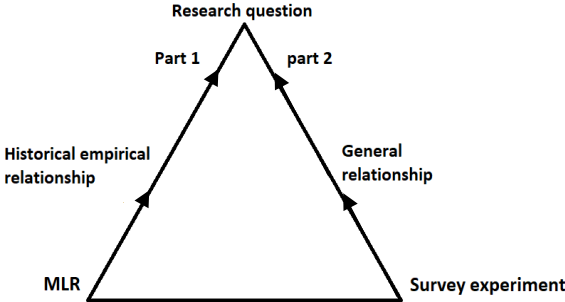 Research question
Part 1
part 2
Historical empirical
relationship
General
relationship
MLR
Survey experiment